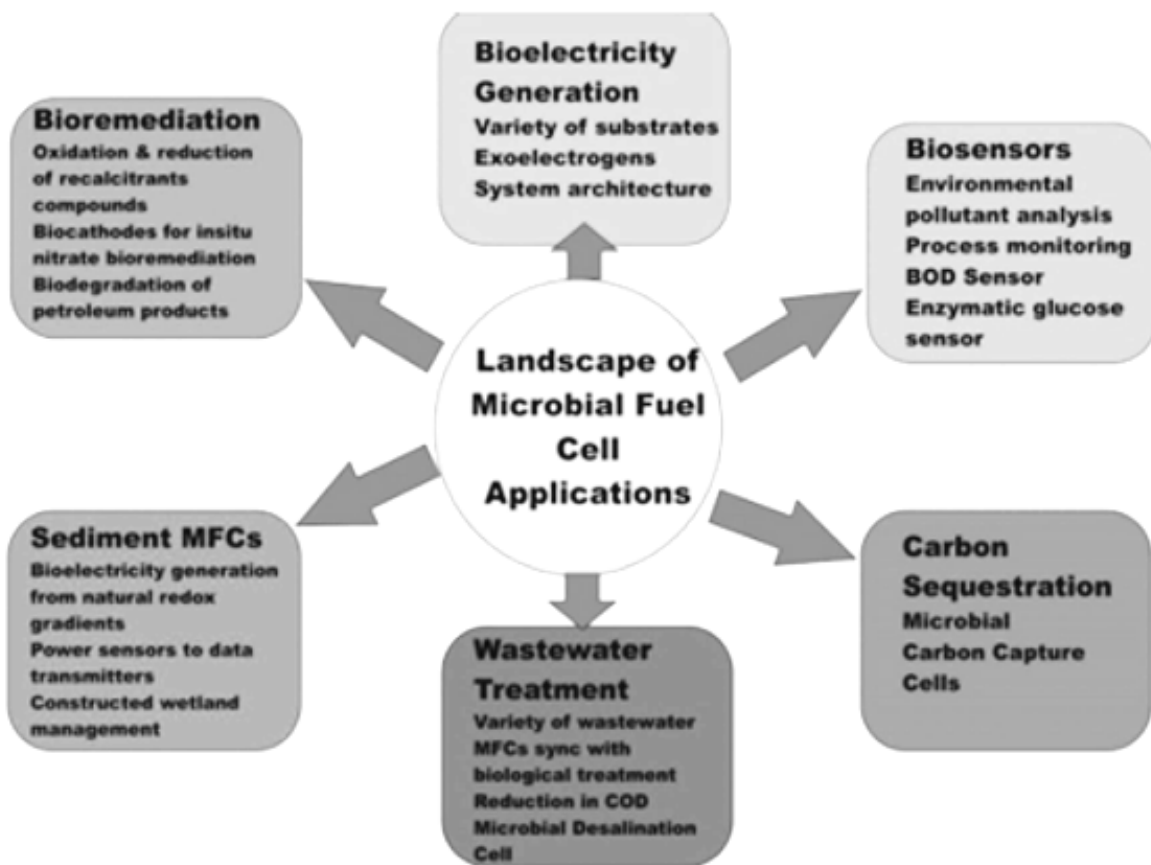 Bioelectricity
Generation
Variety of substrates
Exoelectrogens
System architecture
Bioremediation
Oxidation & reduction
of recalcitrants
compounds
Biocathodes for insitu
nitrate bioremediation
Biodegradation of
petroleum products
Biosensors
Environmental
pollutant analysis
Process monitoring
BOD Sensor
Enzymatic glucose
sensor
Landscape of
Microbial Fuel
Cell
Applications
Sediment MFCs
Bioelectricity generation
from natural redox
gradients
Power sensors to data
transmitters
Constructed wetland
management
Wastewater
Treatment
Variety of wastewater
MFCs sync with
biological treatment
Reduction in COD
Microbial Desalination
Cell
Carbon
Sequestration
Microbial
Carbon Capture
Cells